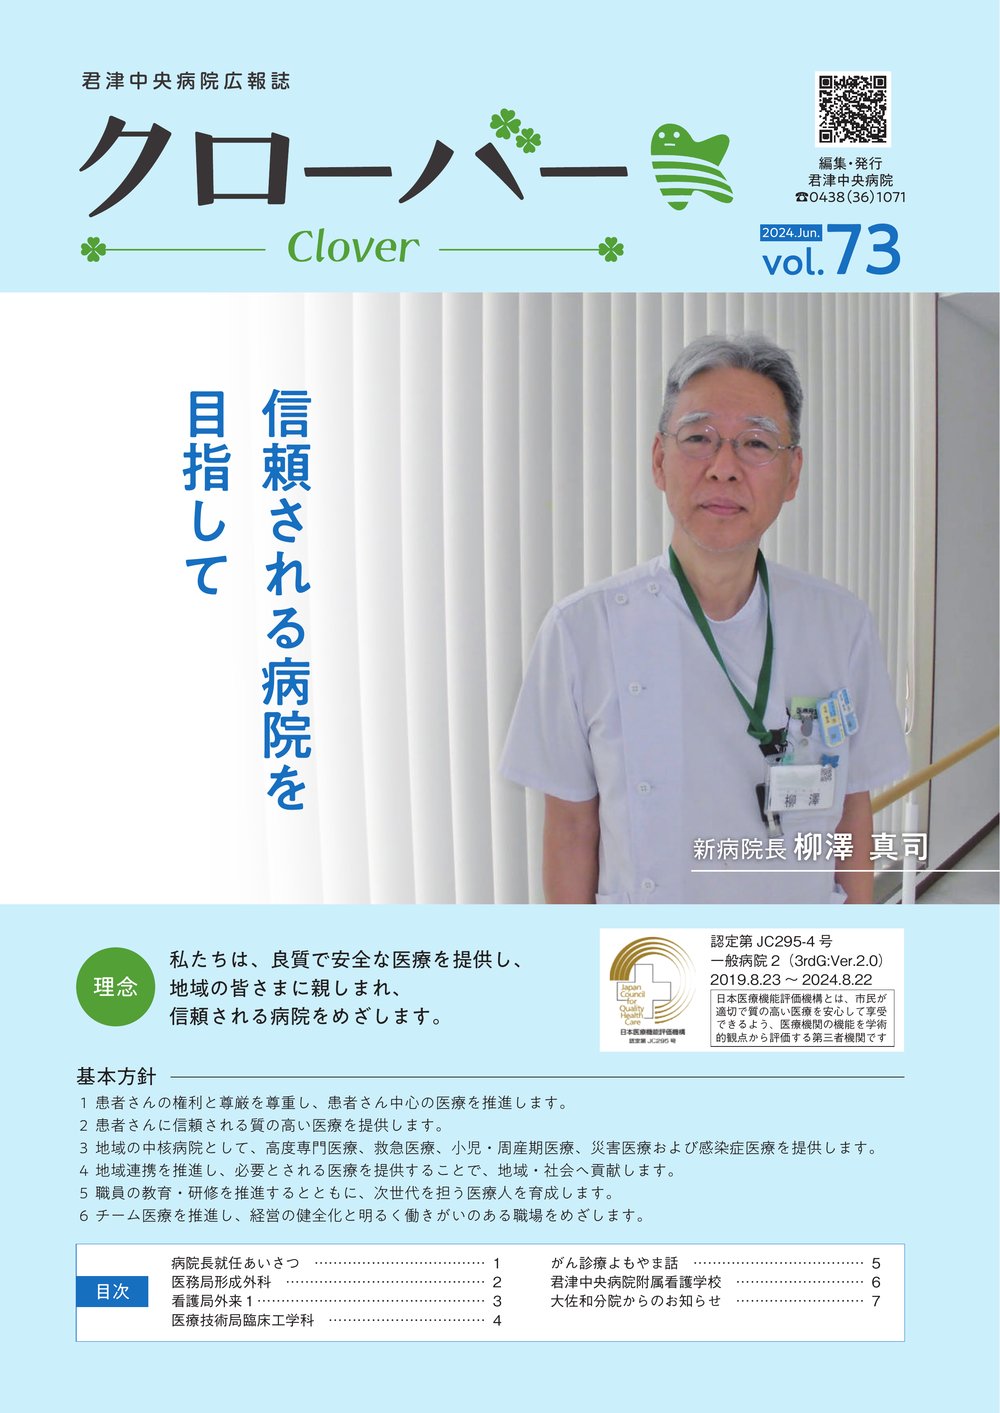 君津中央病院広報誌
クローバー
Clover
編集・発行
君津中央病院
☎0438(36)1071
2024.Jun.
vol.73
信頼される病院を
目指して
柳澤
新病院長 柳澤 真司
理念
私たちは、良質で安全な医療を提供し、
地域の皆さまに親しまれ、
信頼される病院をめざします。
Japan
Council
for
Quality
Health
Care
日本医療機能評価機構
認定第 JC295 号
認定第 JC295-4 号
一般病院 2(3rdG:Ver.2.0)
2019.8.23 ～ 2024.8.22
日本医療機能評価機構とは、市民が
適切で質の高い医療を安心して享受
できるよう、医療機関の機能を学術
的観点から評価する第三者機関です
基本方針
1 患者さんの権利と尊厳を尊重し、患者さん中心の医療を推進します。
2 患者さんに信頼される質の高い医療を提供します。
3 地域の中核病院として、高度専門医療、救急医療、小児・周産期医療、災害医療および感染症医療を提供します。
4 地域連携を推進し、必要とされる医療を提供することで、地域・社会へ貢献します。
5 職員の教育・研修を推進するとともに、次世代を担う医療人を育成します。
6 チーム医療を推進し、経営の健全化と明るく働きがいのある職場をめざします。
目次
病院長就任あいさつ ……………………………… 1
医務局形成外科 …………………………………… 2
看護局外来1 ……………………………………… 3
医療技術局臨床工学科 …………………………… 4
がん診療よもやま話 ……………………………… 5
君津中央病院附属看護学校 ……………………… 6
大佐和分院からのお知らせ ……………………… 7